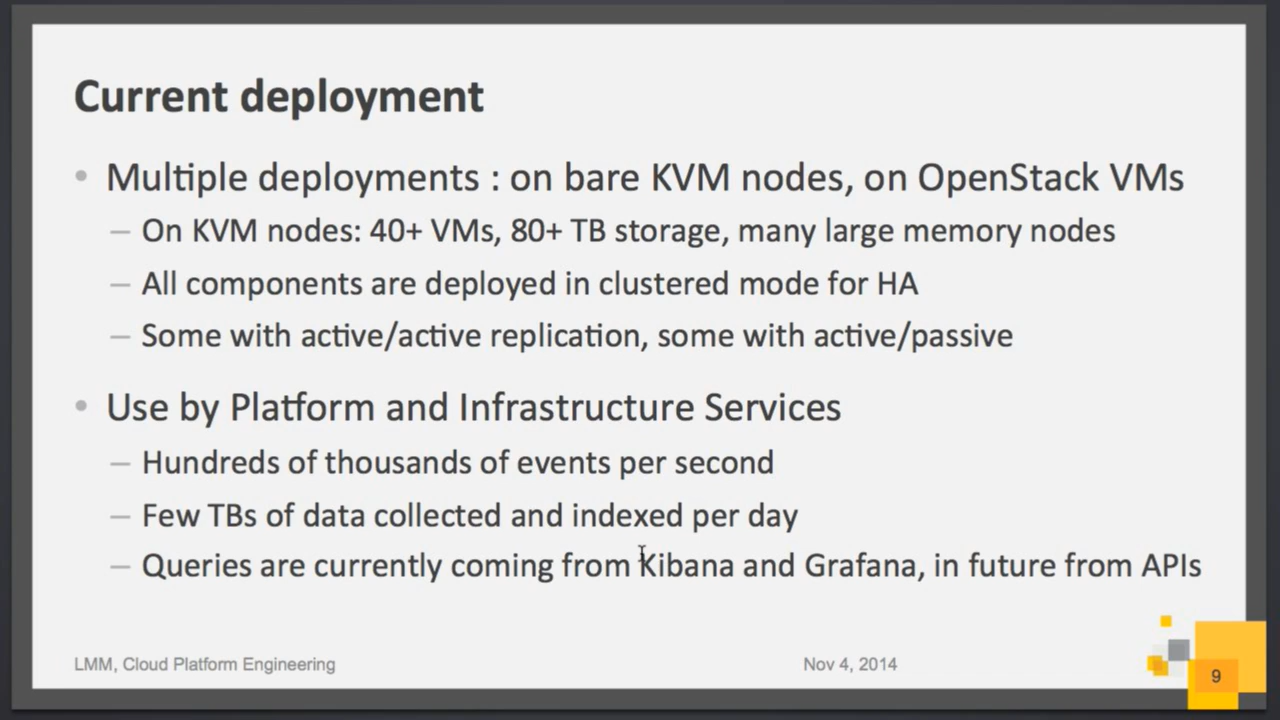 Current deployment
• Multiple deployments : on bare KVM nodes, on OpenStack VMs
– On KVM nodes: 40+ VMs, 80+ TB storage, many large memory nodes
– All components are deployed in clustered mode for HA
– Some with active/active replication, some with active/passive
• Use by Platform and Infrastructure Services
– Hundreds of thousands of events per second
– Few TBs of data collected and indexed per day
– Queries are currently coming from Kibana and Grafana, in future from APIs
LMM, Cloud Platform Engineering
Nov 4, 2014
9